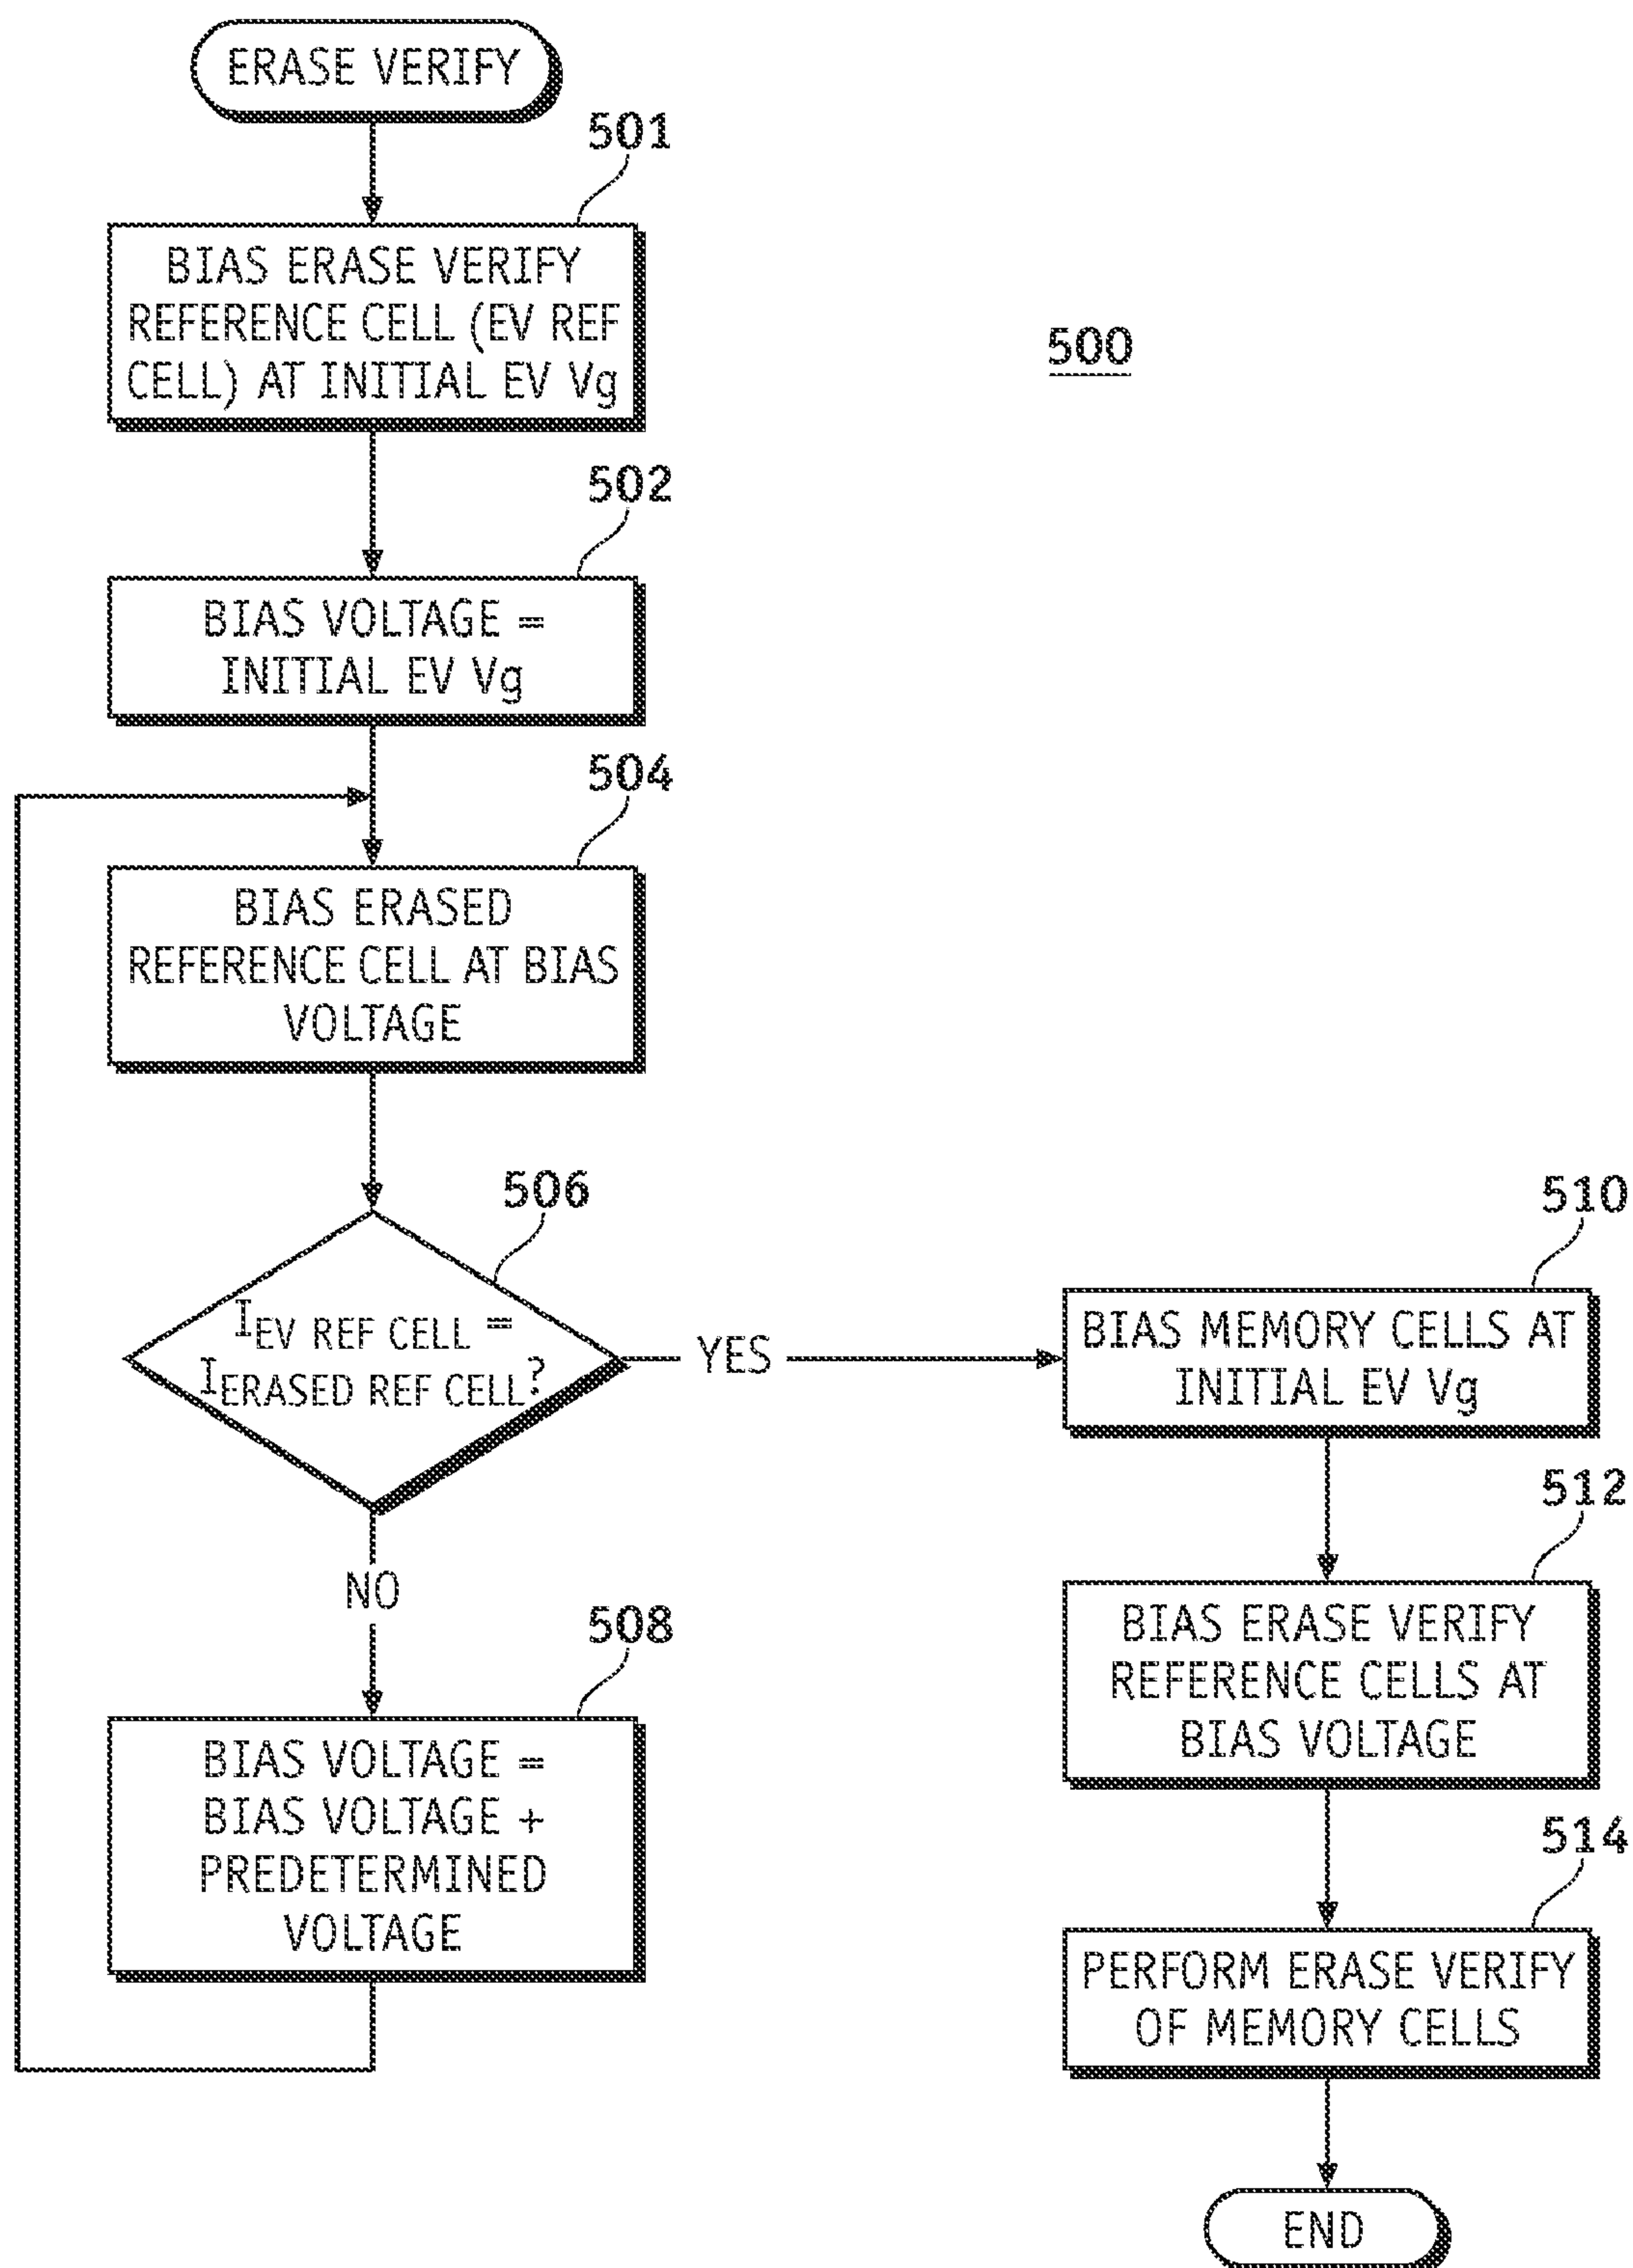 ERASE VERIFY
501
BIAS ERASE VERIFY
REFERENCE CELL (EV REF
CELL) AT INITIAL EV Vg
500
502
BIAS VOLTAGE =
INITIAL EV Vg
504
BIAS ERASED
REFERENCE CELL AT BIAS
VOLTAGE
506
I EV REF CELL =
I ERASED REF CELL?
YES
NO
508
BIAS VOLTAGE =
BIAS VOLTAGE +
PREDETERMINED
VOLTAGE
510
BIAS MEMORY CELLS AT
INITIAL EV Vg
512
BIAS ERASE VERIFY
REFERENCE CELLS AT
BIAS VOLTAGE
514
PERFORM ERASE VERIFY
OF MEMORY CELLS
END